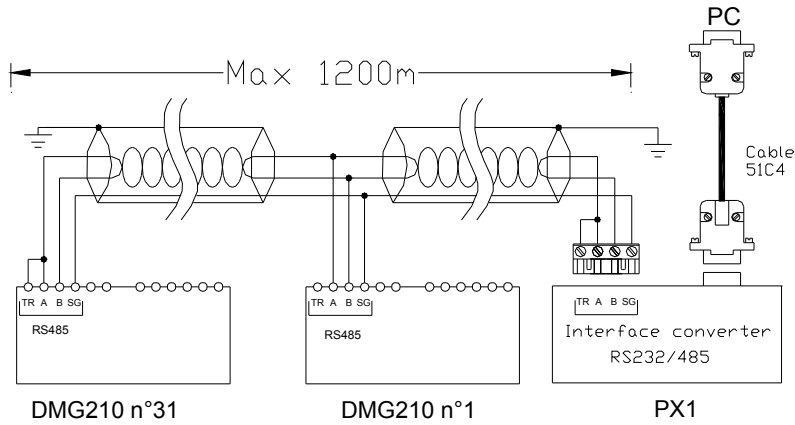 PC
Max 1200m
Cable
51C4
TR A B SG
RS485
TR A B SG
RS485
TR A B SG
Interface converter
RS232/485
DMG210 n°31
DMG210 n°1
PX1